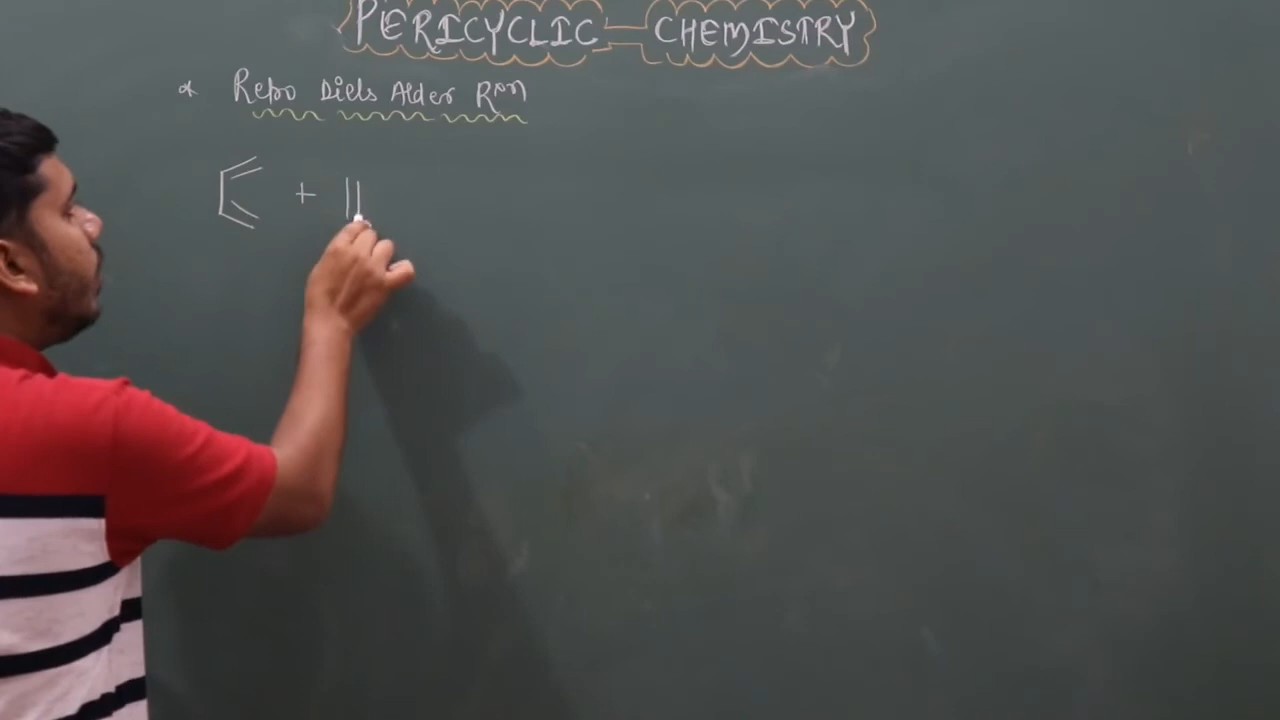 PERICYCLIC = CHEMISTRY
* Retro Diels Alder Rxn
+